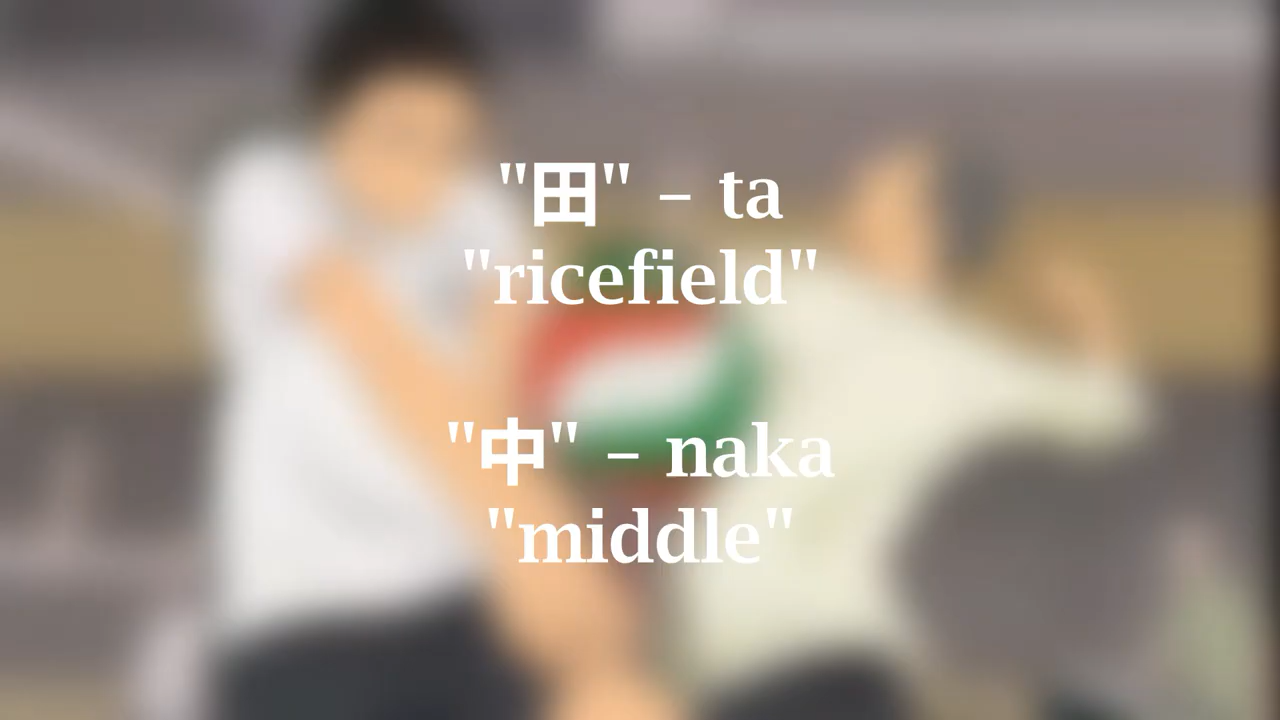 "田" – ta
"ricefield"
"中" – naka
"middle"